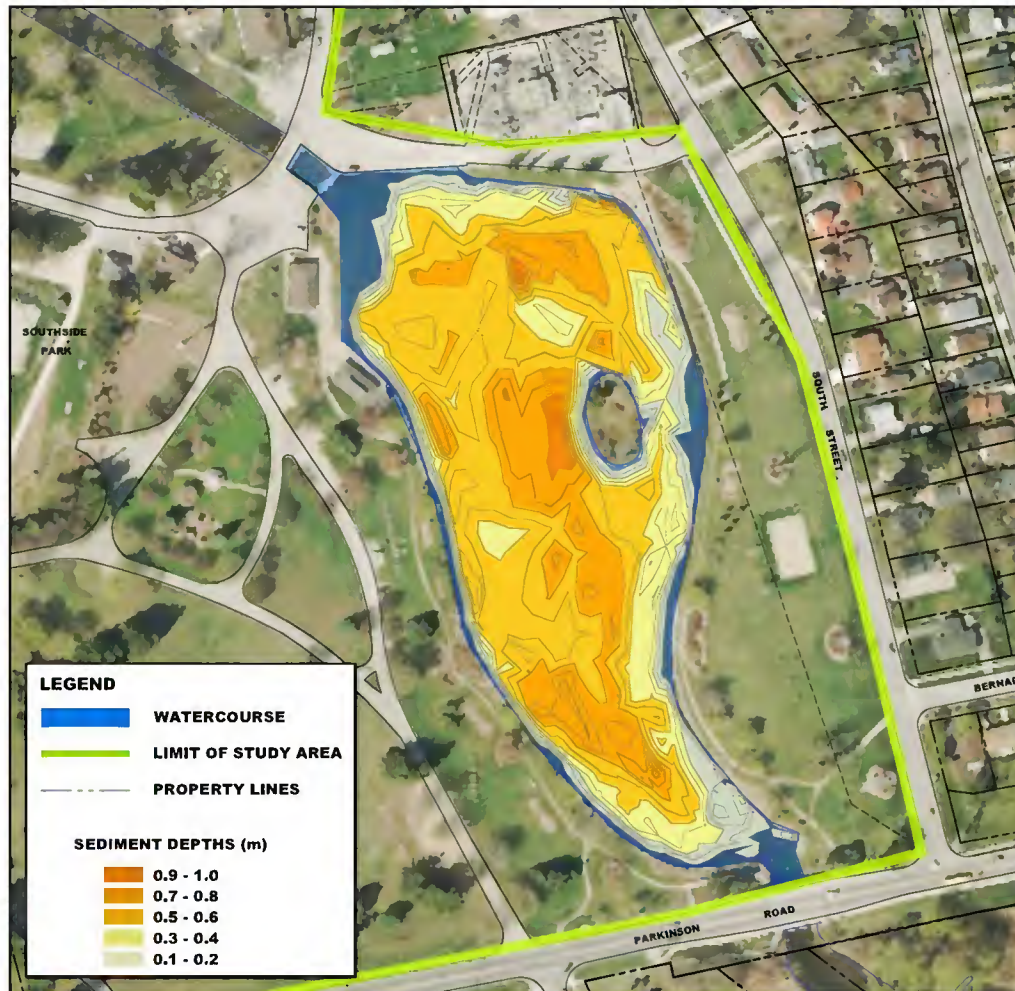 SOUTHSIDE
PARK
SOUTH
STREET
BERNAR
PARKINSON
ROAD
LEGEND
WATERCOURSE
LIMIT OF STUDY AREA
PROPERTY LINES
SEDIMENT DEPTHS (m)
0.9 - 1.0
0.7 - 0.8
0.5 - 0.6
0.3 - 0.4
0.1 - 0.2